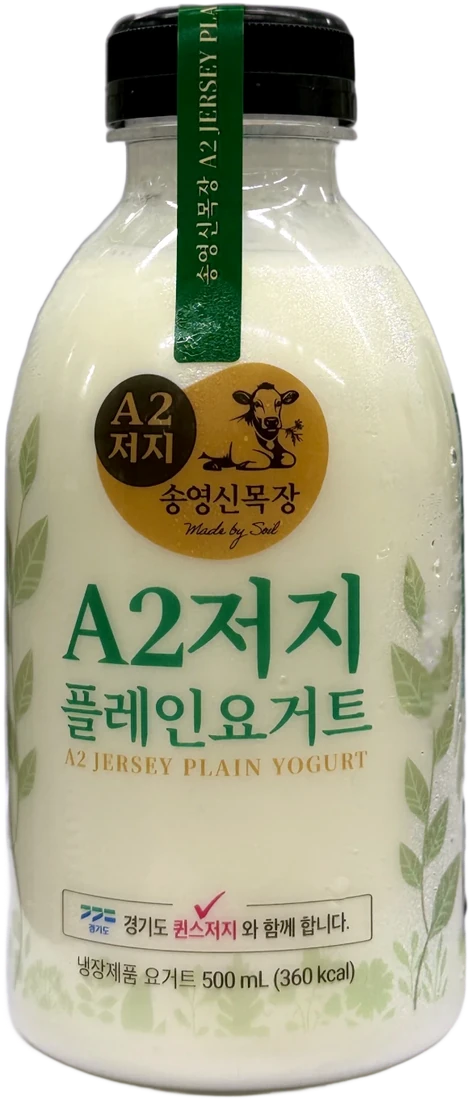 송영신목장 A2 JERSEY PLA
A2
저지
송영신목장
Made by Soil
A2저지
플레인요거트
A2 JERSEY PLAIN YOGURT
경기도
경기도 퀸스저지 와 함께 합니다.
냉장제품 요거트 500 mL (360 kcal)